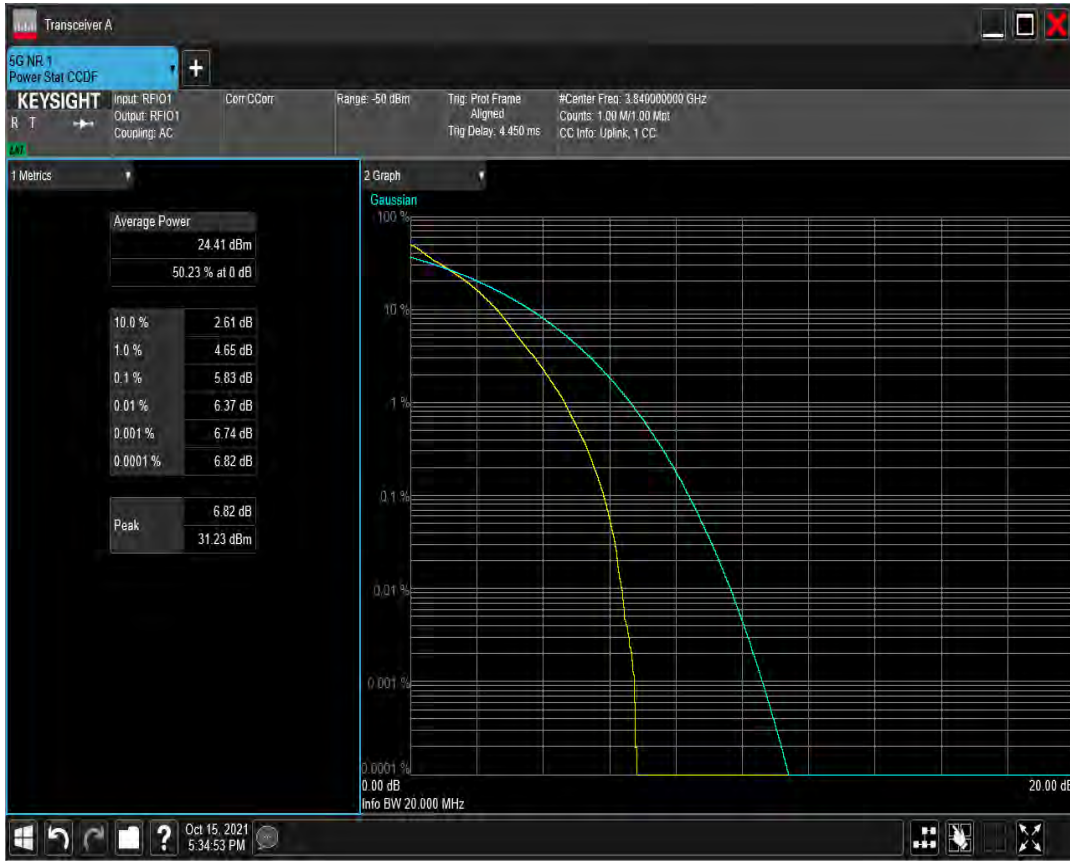 Transceiver A
5G NR 1
Power Stat CCDF
+
KEYSIGHT
R T
LXI
Input: RFIO1
Output: RFIO1
Coupling: AC
Corr CCorr
Range: -50 dBm
Trig: Prot Frame
Aligned
Trig Delay: 4.450 ms
#Center Freq: 3.840000000 GHz
Counts: 1.00 M/1.00 Mpt
CC Info: Uplink, 1 CC
1 Metrics
Average Power
24.41 dBm
50.23 % at 0 dB
10.0 % 2.61 dB
1.0 % 4.65 dB
0.1 % 5.83 dB
0.01 % 6.37 dB
0.001 % 6.74 dB
0.0001 % 6.82 dB
Peak
6.82 dB
31.23 dBm
2 Graph
Gaussian
100 %
10 %
1 %
0.1 %
0.01 %
0.001 %
0.0001 %
0.00 dB
20.00 dB
Info BW 20.000 MHz
?
Oct 15, 2021
5:34:53 PM